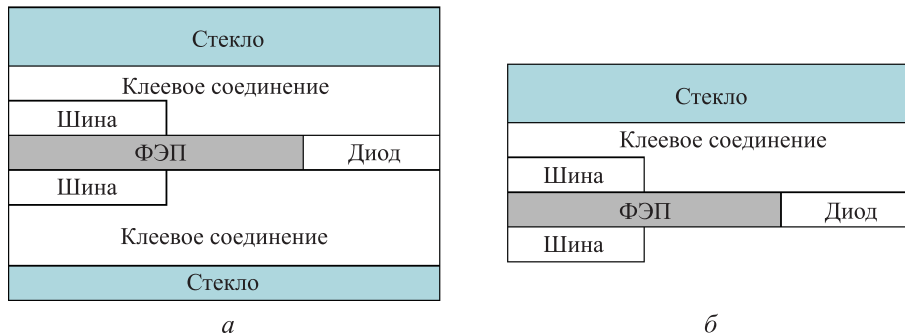 Стекло
Клеевое соединение
Шина
ФЭП
Диод
Шина
Клеевое соединение
Стекло
а
Стекло
Клеевое соединение
Шина
ФЭП
Диод
Шина
б